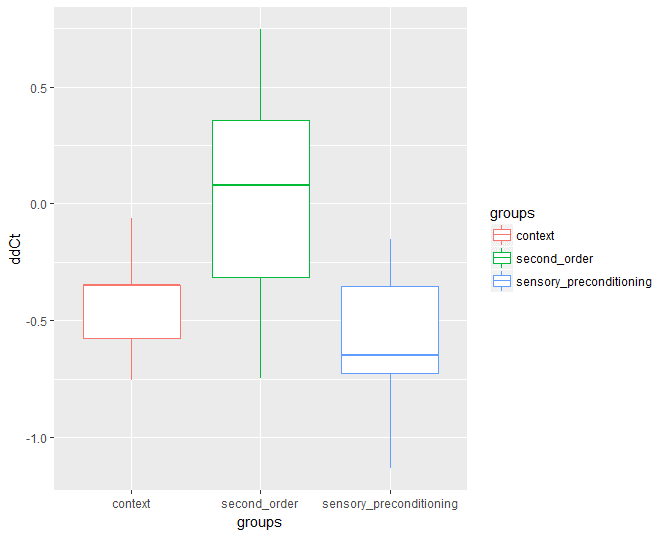 ddCt
0.5
0.0
-0.5
-1.0
context second_order sensory_preconditioning
groups
groups
context
second_order
sensory_preconditioning